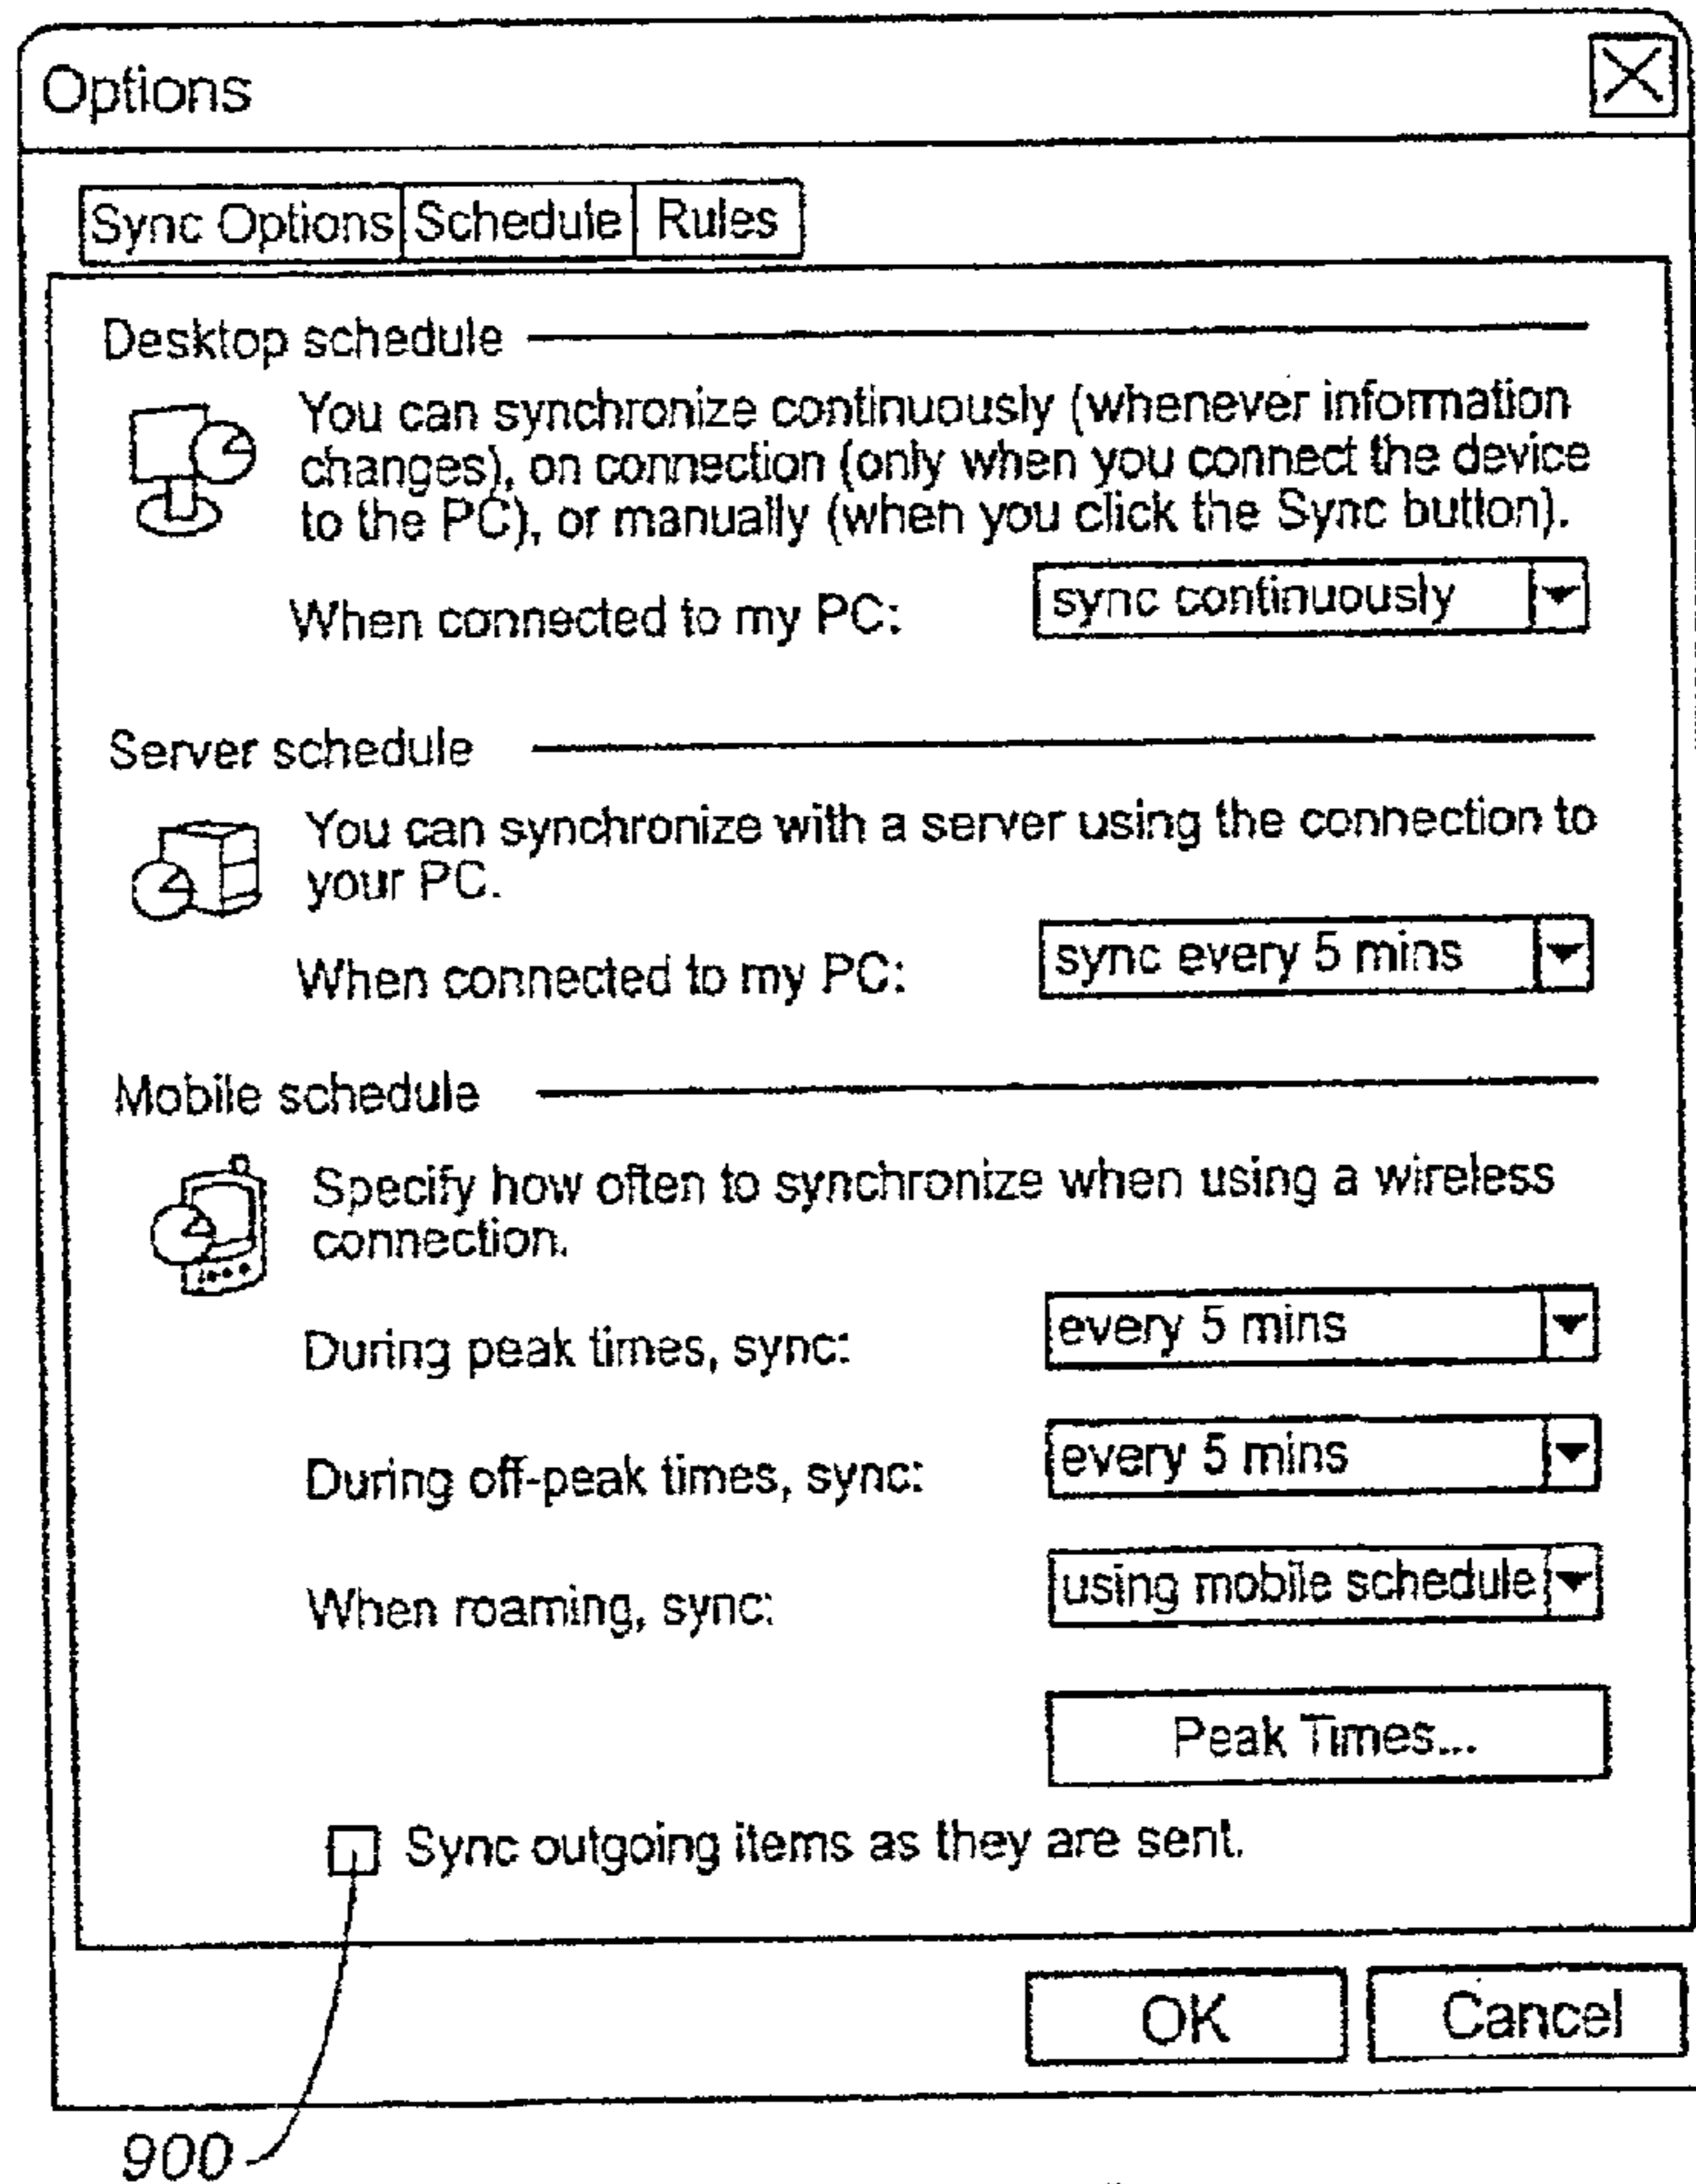 Options
Sync Options Schedule Rules
Desktop schedule
You can synchronize continuously (whenever information
changes), on connection (only when you connect the device
to the PC), or manually (when you click the Sync button).
When connected to my PC: sync continuously
Server schedule
You can synchronize with a server using the connection to
your PC.
When connected to my PC: sync every 5 mins
Mobile schedule
Specify how often to synchronize when using a wireless
connection.
During peak times, sync: every 5 mins
During off-peak times, sync: every 5 mins
When roaming, sync: using mobile schedule
Peak Times...
Sync outgoing items as they are sent.
OK Cancel
900